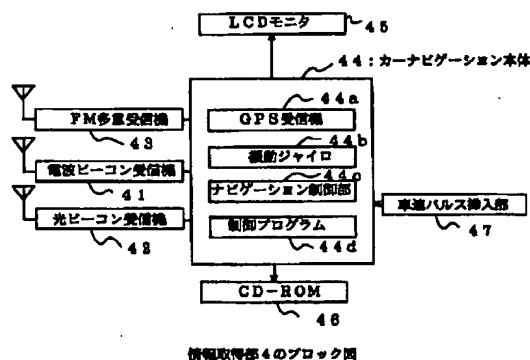 LCDモニタ
45
44:カーナビゲーション本体
44a
GPS受信機
44b
振動ジャイロ
44c
ナビゲーション制御部
制御プログラム
44d
FM多重受信機
43
電波ビーコン受信機
41
光ビーコン受信機
42
車速パルス挿入部
47
CD-ROM
46
情報取得部4のブロック図